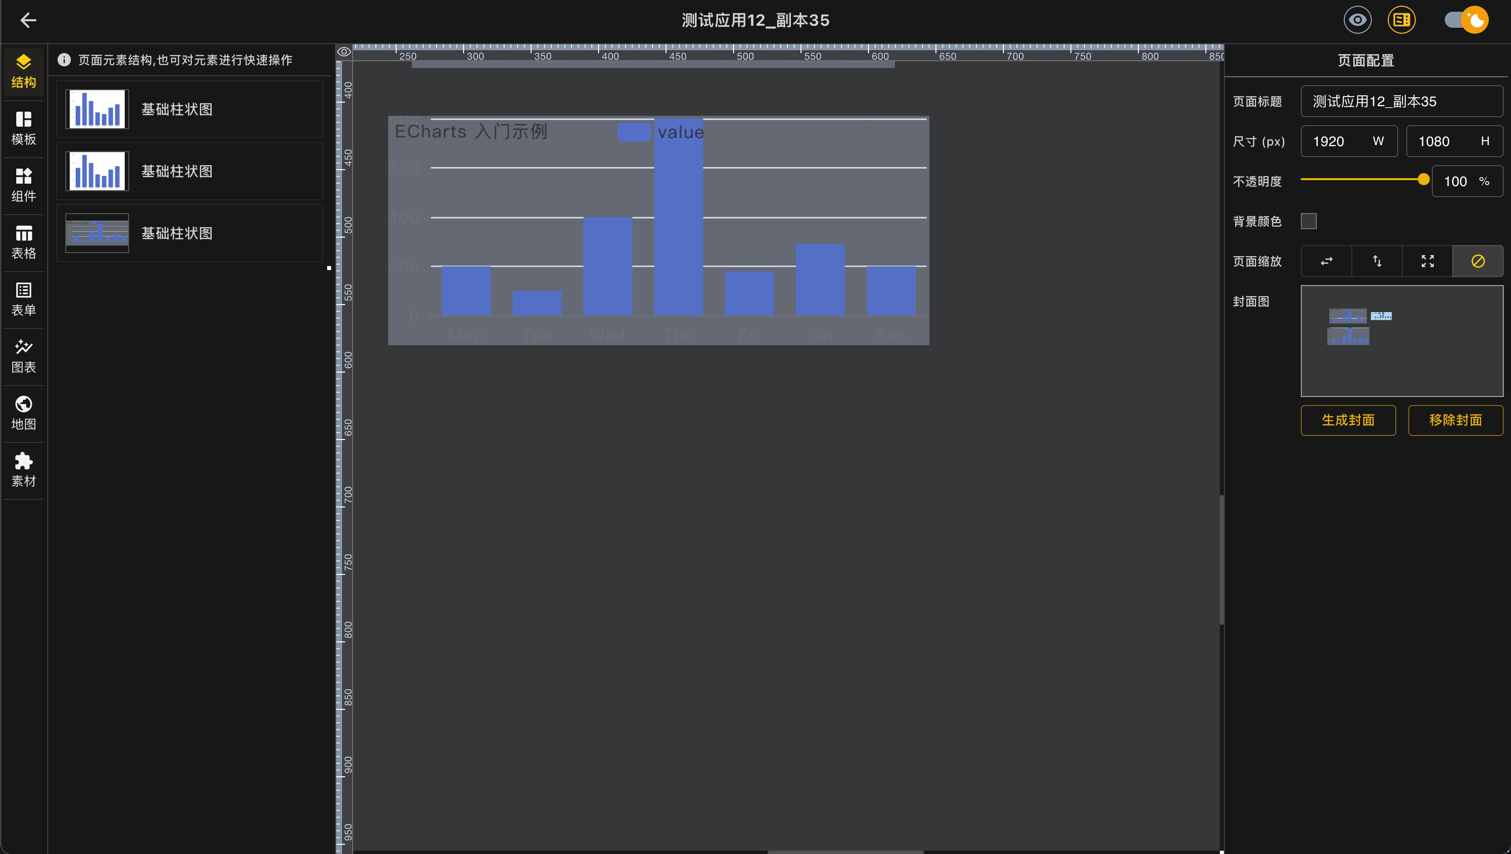 测试应用12_副本35
结构
模板
组件
表格
表单
图表
地图
素材
页面元素结构,也可对元素进行快速操作
基础柱状图
基础柱状图
基础柱状图
250 300 350 400 450 500 550 600 650 700 750 800 850
400
450
500
550
600
650
700
750
800
850
900
950
ECharts 入门示例
value
600
400
200
0
Mon Tue Wed Thu Fri Sat Sun
页面配置
页面标题 测试应用12_副本35
尺寸 (px) 1920 W 1080 H
不透明度 100 %
背景颜色
页面缩放
封面图
生成封面 移除封面